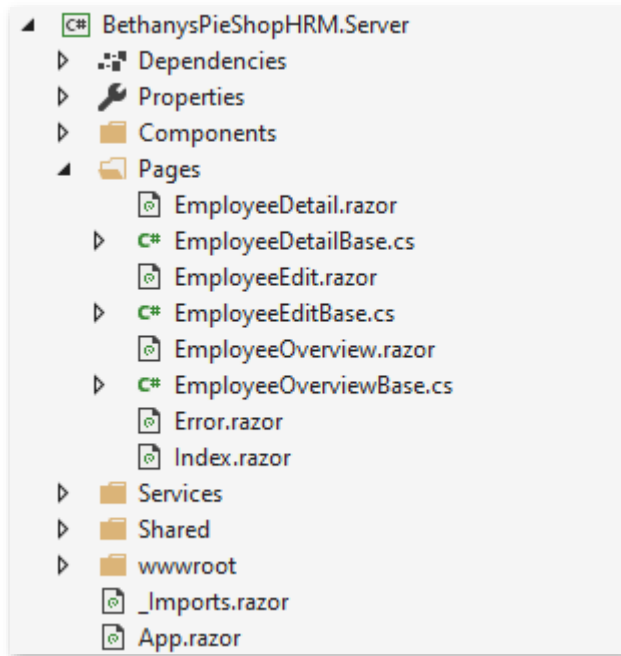 C# BethanysPieShopHRM.Server
Dependencies
Properties
Components
Pages
EmployeeDetail.razor
C# EmployeeDetailBase.cs
EmployeeEdit.razor
C# EmployeeEditBase.cs
EmployeeOverview.razor
C# EmployeeOverviewBase.cs
Error.razor
Index.razor
Services
Shared
wwwroot
_Imports.razor
App.razor